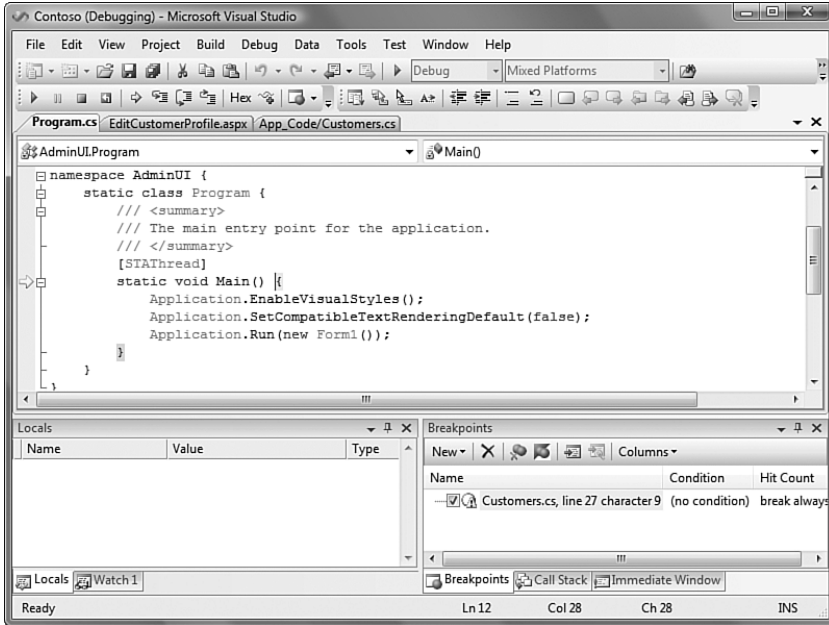 Contoso (Debugging) - Microsoft Visual Studio
File Edit View Project Build Debug Data Tools Test Window Help
Debug Mixed Platforms
Hex
Program.cs EditCustomerProfile.aspx App_Code/Customers.cs
AdminUI.Program Main()
namespace AdminUI {
static class Program {
/// <summary>
/// The main entry point for the application.
/// </summary>
[STAThread]
static void Main() {
Application.EnableVisualStyles();
Application.SetCompatibleTextRenderingDefault(false);
Application.Run(new Form1());
}
}
}
Locals
Name Value Type
Locals Watch 1
Breakpoints
New Columns
Name Condition Hit Count
Customers.cs, line 27 character 9 (no condition) break always
Breakpoints Call Stack Immediate Window
Ready Ln 12 Col 28 Ch 28 INS